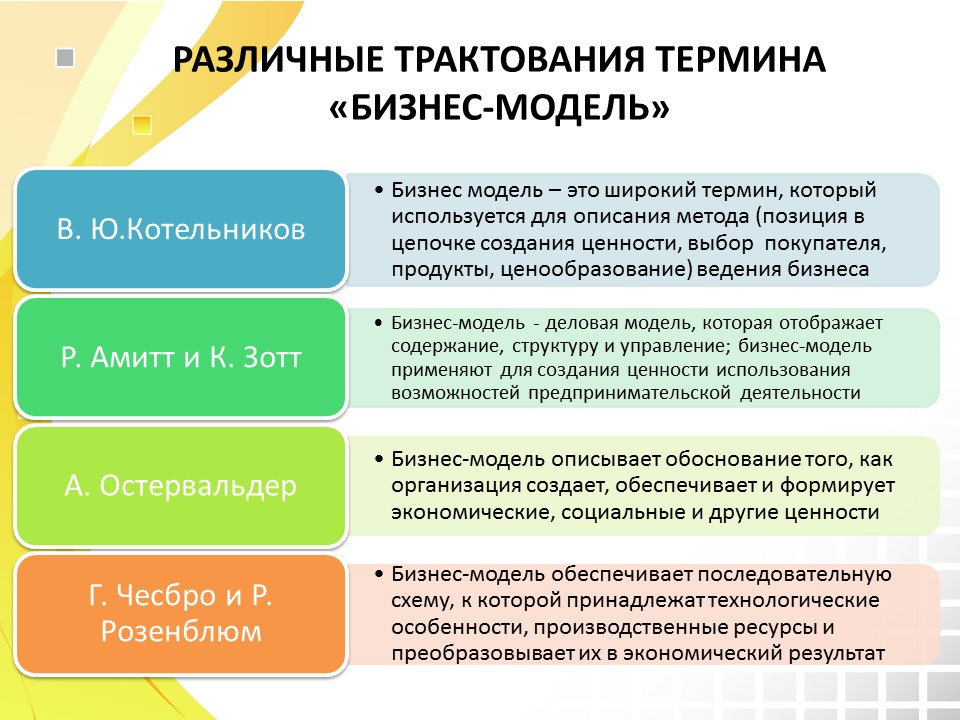 РАЗЛИЧНЫЕ ТРАКТОВАНИЯ ТЕРМИНА
«БИЗНЕС-МОДЕЛЬ»
В. Ю.Котельников
• Бизнес модель – это широкий термин, который
используется для описания метода (позиция в
цепочке создания ценности, выбор покупателя,
продукты, ценообразование) ведения бизнеса
Р. Амитт и К. Зотт
• Бизнес-модель - деловая модель, которая отображает
содержание, структуру и управление; бизнес-модель
применяют для создания ценности использования
возможностей предпринимательской деятельности
А. Остервальдер
• Бизнес-модель описывает обоснование того, как
организация создает, обеспечивает и формирует
экономические, социальные и другие ценности
Г. Чесбро и Р.
Розенблюм
• Бизнес-модель обеспечивает последовательную
схему, к которой принадлежат технологические
особенности, производственные ресурсы и
преобразовывает их в экономический результат